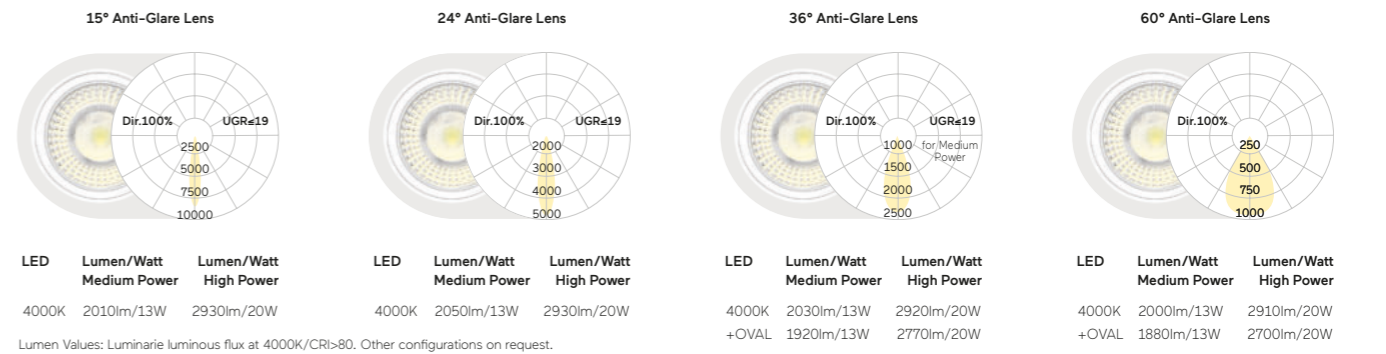 15° Anti-Glare Lens
Dir.100%
UGR≤19
2500
5000
7500
10000
LED Lumen/Watt Lumen/Watt
Medium Power High Power
4000K 2010lm/13W 2930lm/20W
24° Anti-Glare Lens
Dir.100%
UGR≤19
2000
3000
4000
5000
LED Lumen/Watt Lumen/Watt
Medium Power High Power
4000K 2050lm/13W 2930lm/20W
36° Anti-Glare Lens
Dir.100%
UGR≤19
for Medium
Power
1000
1500
2000
2500
LED Lumen/Watt Lumen/Watt
Medium Power High Power
4000K 2030lm/13W 2920lm/20W
+OVAL 1920lm/13W 2770lm/20W
60° Anti-Glare Lens
Dir.100%
250
500
750
1000
LED Lumen/Watt Lumen/Watt
Medium Power High Power
4000K 2000lm/13W 2910lm/20W
+OVAL 1880lm/13W 2700lm/20W
Lumen Values: Luminarie luminous flux at 4000K/CRI>80. Other configurations on request.